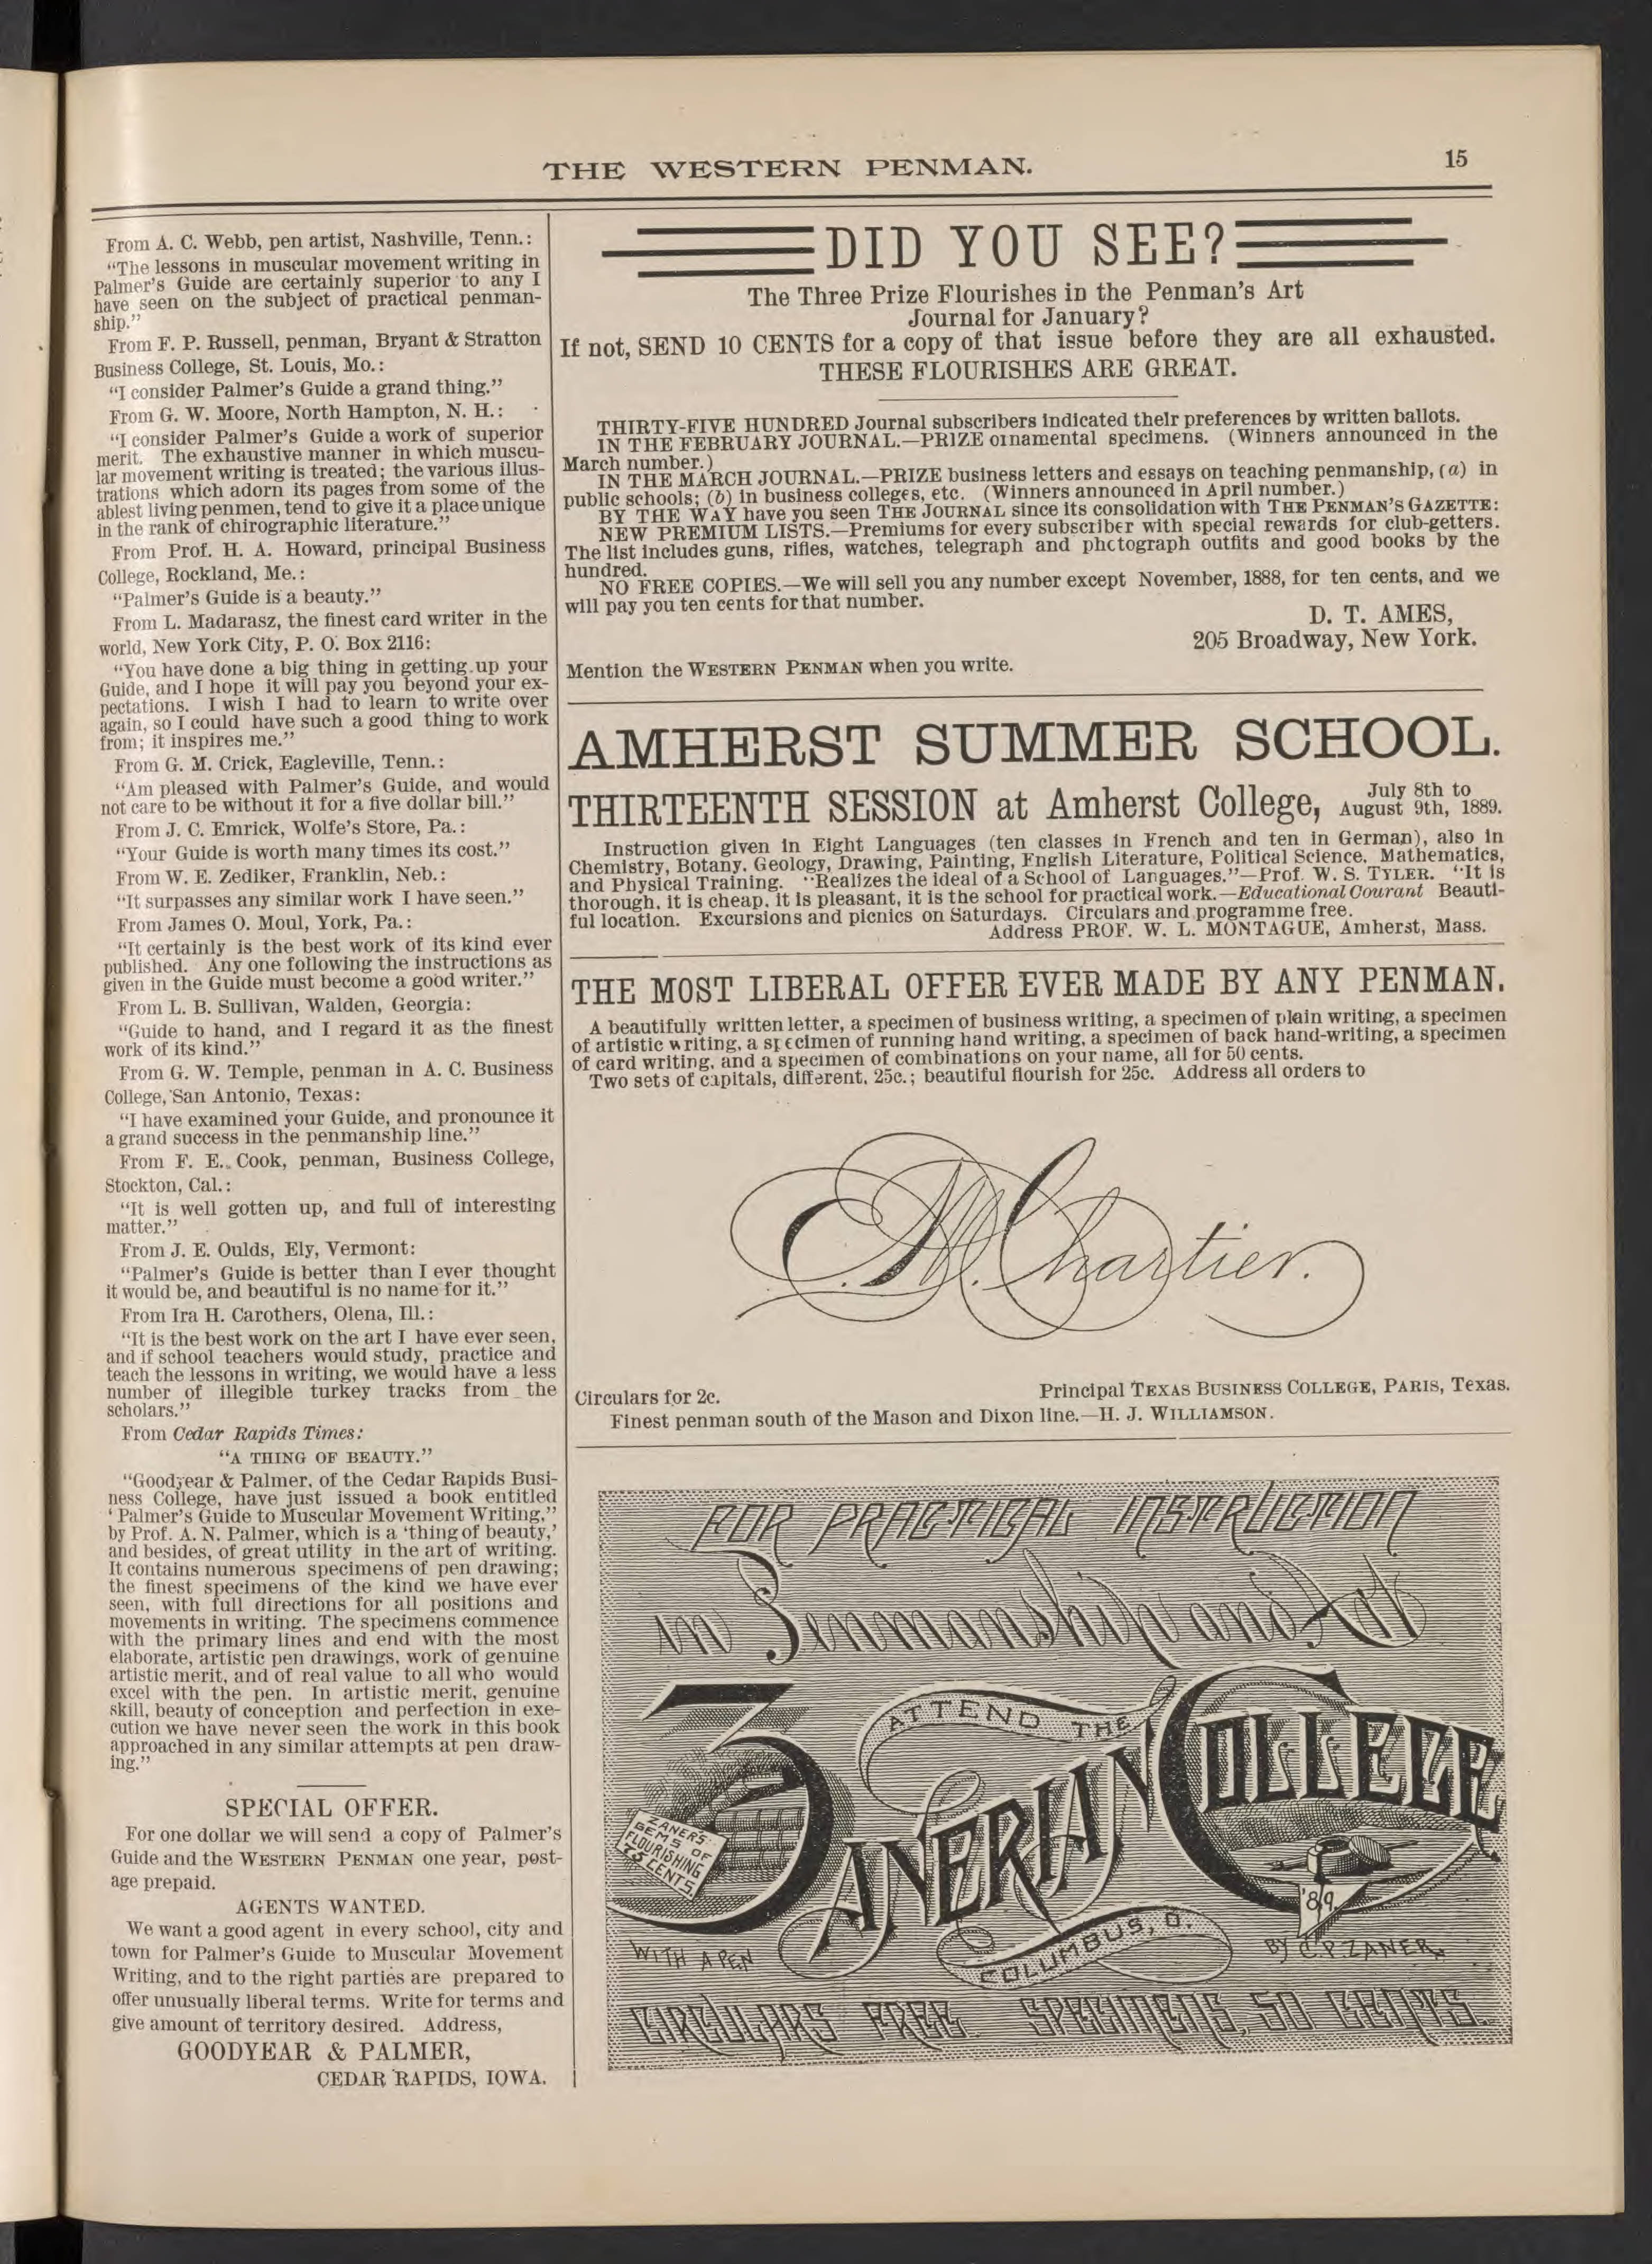 THE WESTERN PENMAN.
15
From A. C. Webb, pen artist, Nashville, Tenn.:
“The lessons in muscular movement writing in
Palmer's Guide are certainly superior to any I
have seen on the subject of practical penman-
ship.”
From F. P. Russell, penman, Bryant & Stratton
Business College, St. Louis, Mo.:
“I consider Palmer's Guide a grand thing.”
From G. W. Moore, North Hampton, N. H.:
“I consider Palmer's Guide a work of superior
merit. The exhaustive manner in which muscu-
lar movement writing is treated; the various illus-
trations which adorn its pages from some of the
ablest living penmen, tend to give it a place unique
in the rank of chirographic literature.”
From Prof. H. A. Howard, principal Business
College, Rockland, Me.:
“Palmer's Guide is a beauty.”
From L. Madarasz, the finest card writer in the
world, New York City, P. O. Box 2116:
“You have done a big thing in getting up your
Guide, and I hope it will pay you beyond your ex-
pectations. I wish I had to learn to write over
again, so I could have such a good thing to work
from; it inspires me.”
From G. M. Crick, Eagleville, Tenn.:
“Am pleased with Palmer's Guide, and would
not care to be without it for a five dollar bill.”
From J. C. Emrick, Wolfe's Store, Pa.:
“Your Guide is worth many times its cost.”
From W. E. Zediker, Franklin, Neb.:
“It surpasses any similar work I have seen.”
From James O. Moul, York, Pa.:
“It certainly is the best work of its kind ever
published. Any one following the instructions as
given in the Guide must become a good writer.”
From L. B. Sullivan, Walden, Georgia:
“Guide to hand, and I regard it as the finest
work of its kind.”
From G. W. Temple, penman in A. C. Business
College, San Antonio, Texas:
“I have examined your Guide, and pronounce it
a grand success in the penmanship line.”
From F. E. Cook, penman, Business College,
Stockton, Cal.:
“It is well gotten up, and full of interesting
matter.”
From J. E. Oulds, Ely, Vermont:
“Palmer's Guide is better than I ever thought
it would be, and beautiful is no name for it.”
From Ira H. Carothers, Olena, Ill.:
“It is the best work on the art I have ever seen,
and if school teachers would study, practice and
teach the lessons in writing, we would have a less
number of illegible turkey tracks from the
scholars.”
From Cedar Rapids Times:
“A THING OF BEAUTY.”
“Goodyear & Palmer, of the Cedar Rapids Busi-
ness College, have just issued a book entitled
‘Palmer's Guide to Muscular Movement Writing,”
by Prof. A. N. Palmer, which is a ‘thing of beauty,’
and besides, of great utility in the art of writing.
It contains numerous specimens of pen drawing;
the finest specimens of the kind we have ever
seen, with full directions for all positions and
movements in writing. The specimens commence
with the primary lines and end with the most
elaborate, artistic pen drawings, work of genuine
artistic merit, and of real value to all who would
excel with the pen. In artistic merit, genuine
skill, beauty of conception and perfection in exe-
cution we have never seen the work in this book
approached in any similar attempts at pen draw-
ing.”
SPECIAL OFFER.
For one dollar we will send a copy of Palmer's
Guide and the WESTERN PENMAN one year, post-
age prepaid.
AGENTS WANTED.
We want a good agent in every school, city and
town for Palmer's Guide to Muscular Movement
Writing, and to the right parties are prepared to
offer unusually liberal terms. Write for terms and
give amount of territory desired. Address,
GOODYEAR & PALMER,
CEDAR RAPIDS, IOWA.
DID YOU SEE?
The Three Prize Flourishes in the Penman's Art
Journal for January?
If not, SEND 10 CENTS for a copy of that issue before they are all exhausted.
THESE FLOURISHES ARE GREAT.
THIRTY-FIVE HUNDRED Journal subscribers indicated their preferences by written ballots.
IN THE FEBRUARY JOURNAL.—PRIZE ornamental specimens. (Winners announced in the
March number.)
IN THE MARCH JOURNAL.—PRIZE business letters and essays on teaching penmanship, (a) in
public schools; (b) in business colleges, etc. (Winners announced in April number.)
BY THE WAY have you seen THE JOURNAL since its consolidation with THE PENMAN'S GAZETTE:
NEW PREMIUM LISTS.—Premiums for every subscriber with special rewards for club-getters.
The list includes guns, rifles, watches, telegraph and photograph outfits and good books by the
hundred.
NO FREE COPIES.—We will sell you any number except November, 1888, for ten cents, and we
will pay you ten cents for that number.
D. T. AMES,
205 Broadway, New York.
Mention the WESTERN PENMAN when you write.
AMHERST SUMMER SCHOOL.
THIRTEENTH SESSION at Amherst College, July 8th to August 9th, 1889.
Instruction given in Eight Languages (ten classes in French and ten in German), also in
Chemistry, Botany, Geology, Drawing, Painting, English Literature, Political Science, Mathematics,
and Physical Training. “Realizes the ideal of a School of Languages.”—Prof. W. S. TYLER. “It is
thorough, it is cheap, it is pleasant, it is the school for practical work.—Educational Courant Beauti-
ful location. Excursions and picnics on Saturdays. Circulars and programme free.
Address PROF. W. L. MONTAGUE, Amherst, Mass.
THE MOST LIBERAL OFFER EVER MADE BY ANY PENMAN.
A beautifully written letter, a specimen of business writing, a specimen of plain writing, a specimen
of artistic writing, a specimen of running hand writing, a specimen of back hand-writing, a specimen
of card writing, and a specimen of combinations on your name, all for 50 cents.
Two sets of capitals, different, 25c.; beautiful flourish for 25c. Address all orders to
Chartier.
Circulars for 2c.
Principal TEXAS BUSINESS COLLEGE, PARIS, Texas.
Finest penman south of the Mason and Dixon line.—H. J. WILLIAMSON.
FOR PRACTICAL INSTRUCTION
IN Penmanship and Art
ATTEND THE
ZANERIAN COLLEGE
ZANER'S
GEMS OF
FLOURISHING
75 CENTS.
'89
COLUMBUS, O.
WITH A PEN
BY C.P. ZANER.
CIRCULARS FREE. SPECIMENS, 50 CENTS.